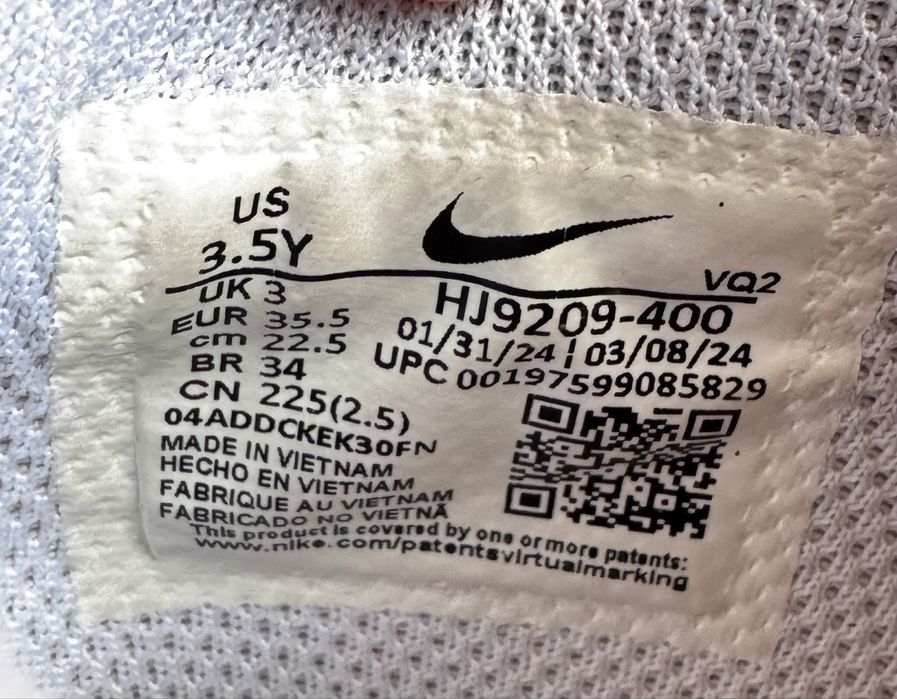 US
3.5Y
UK 3
EUR 35.5
cm 22.5
BR 34
CN 225(2.5)
04ADDCKEK30FN
MADE IN VIETNAM
HECHO EN VIETNAM
FABRIQUE AU VIETNAM
FABRICADO NO VIETNÃ
VQ2
HJ9209-400
01/31/24 ¦ 03/08/24
UPC 001975990​85829
This product is covered by one or more patents:
www.nike.com/patentsvirtualmarking